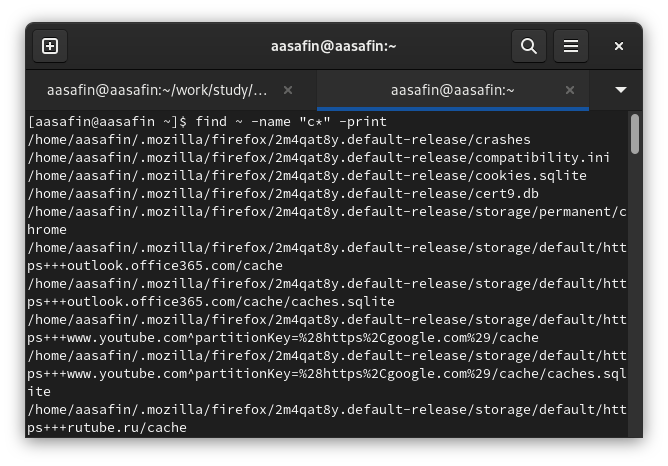 aasafin@aasafin:~
aasafin@aasafin:~/work/study/...
aasafin@aasafin:~
[aasafin@aasafin ~]$ find ~ -name "c*" -print
/home/aasafin/.mozilla/firefox/2m4qat8y.default-release/crashes
/home/aasafin/.mozilla/firefox/2m4qat8y.default-release/compatibility.ini
/home/aasafin/.mozilla/firefox/2m4qat8y.default-release/cookies.sqlite
/home/aasafin/.mozilla/firefox/2m4qat8y.default-release/cert9.db
/home/aasafin/.mozilla/firefox/2m4qat8y.default-release/storage/permanent/c
hrome
/home/aasafin/.mozilla/firefox/2m4qat8y.default-release/storage/default/htt
ps+++outlook.office365.com/cache
/home/aasafin/.mozilla/firefox/2m4qat8y.default-release/storage/default/htt
ps+++outlook.office365.com/cache/caches.sqlite
/home/aasafin/.mozilla/firefox/2m4qat8y.default-release/storage/default/htt
ps+++www.youtube.com^partitionKey=%28https%2Cgoogle.com%29/cache
/home/aasafin/.mozilla/firefox/2m4qat8y.default-release/storage/default/htt
ps+++www.youtube.com^partitionKey=%28https%2Cgoogle.com%29/cache/caches.sql
ite
/home/aasafin/.mozilla/firefox/2m4qat8y.default-release/storage/default/htt
ps+++rutube.ru/cache